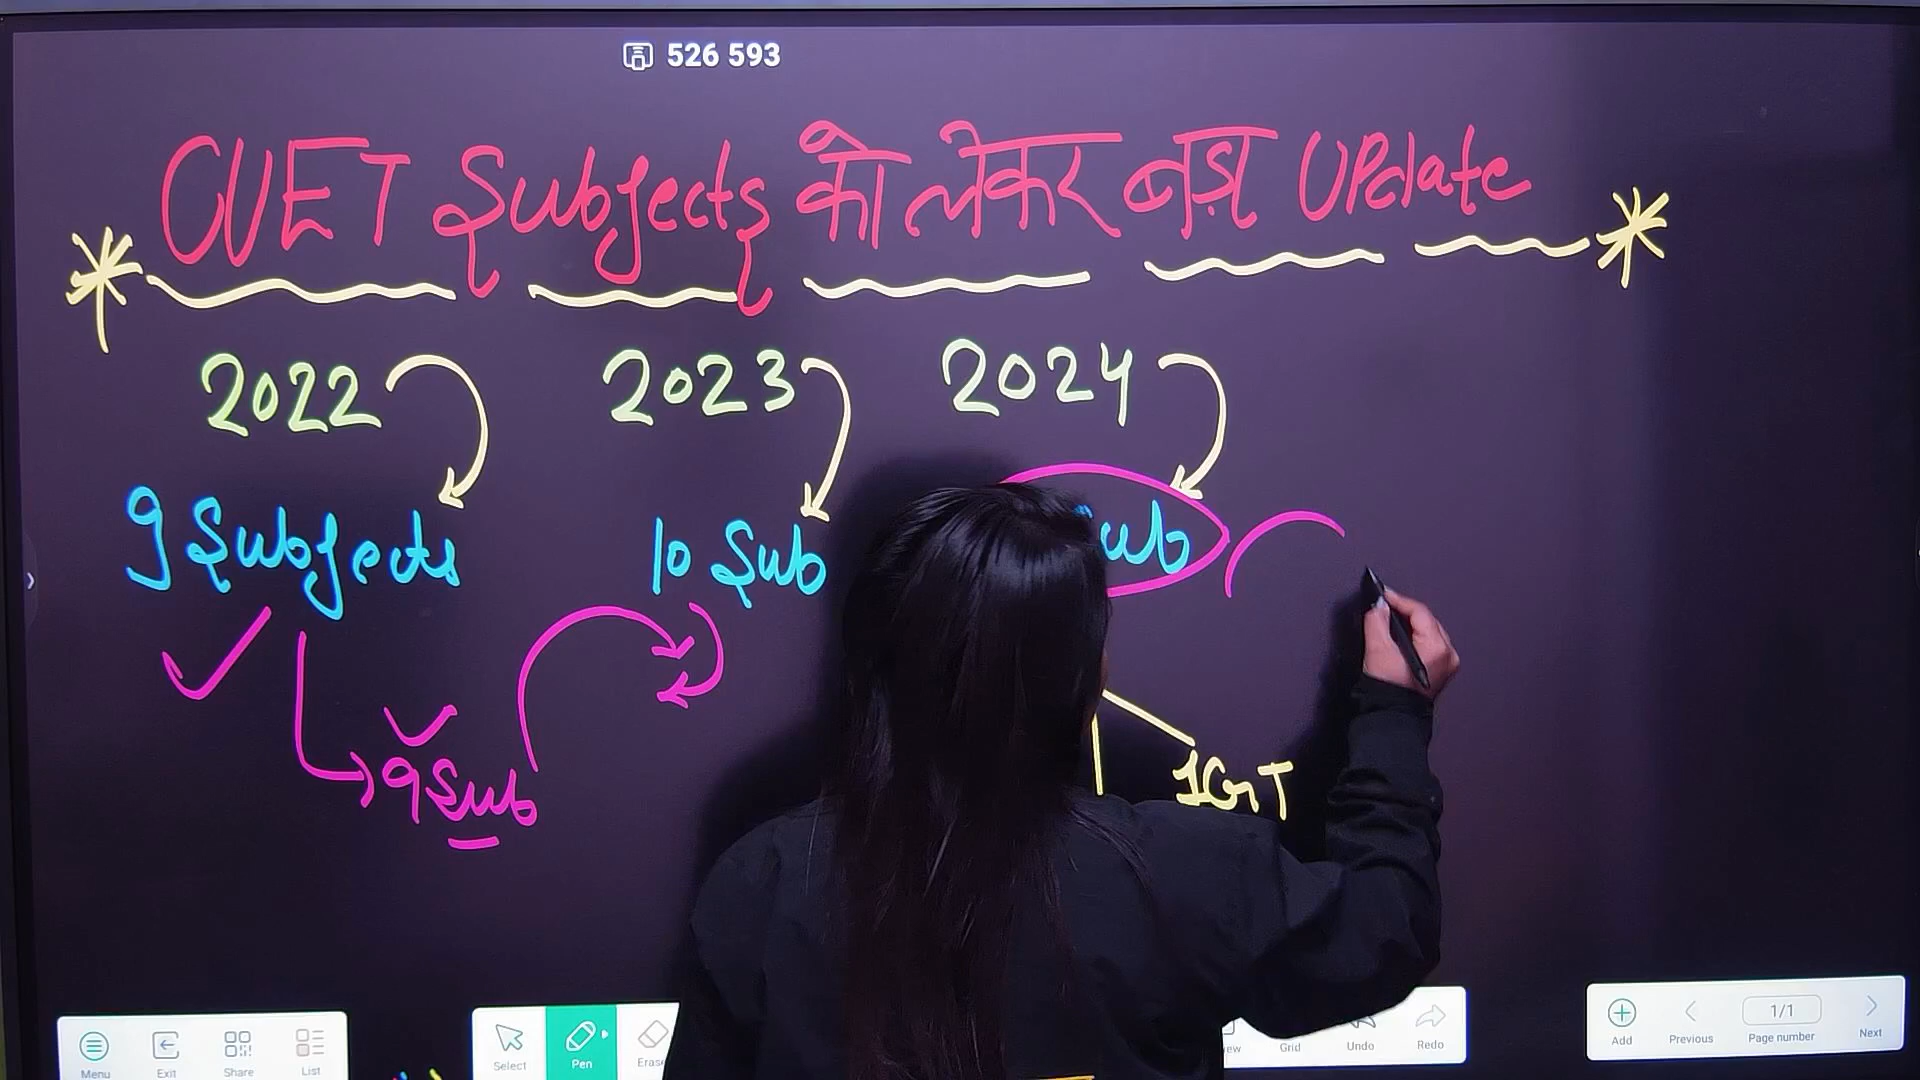 526 593
CUET Subjects को लेकर बड़ा UPdate
2022 2023 2024
9 Subjects 10 Sub
9 Sub
1GT
Menu Exit Share List Select Pen Grid Undo Redo Add Previous 1/1 Page number Next